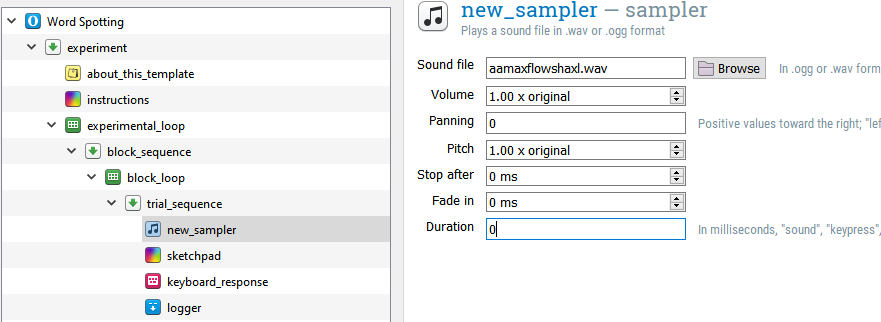 Word Spotting
experiment
about_this_template
instructions
experimental_loop
block_sequence
block_loop
trial_sequence
new_sampler
sketchpad
keyboard_response
logger
new_sampler — sampler
Plays a sound file in .wav or .ogg format
Sound file aamaxflowshaxl.wav Browse In .ogg or .wav form
Volume 1.00 x original
Panning 0 Positive values toward the right; "lef
Pitch 1.00 x original
Stop after 0 ms
Fade in 0 ms
Duration 0 In milliseconds, "sound", "keypress",